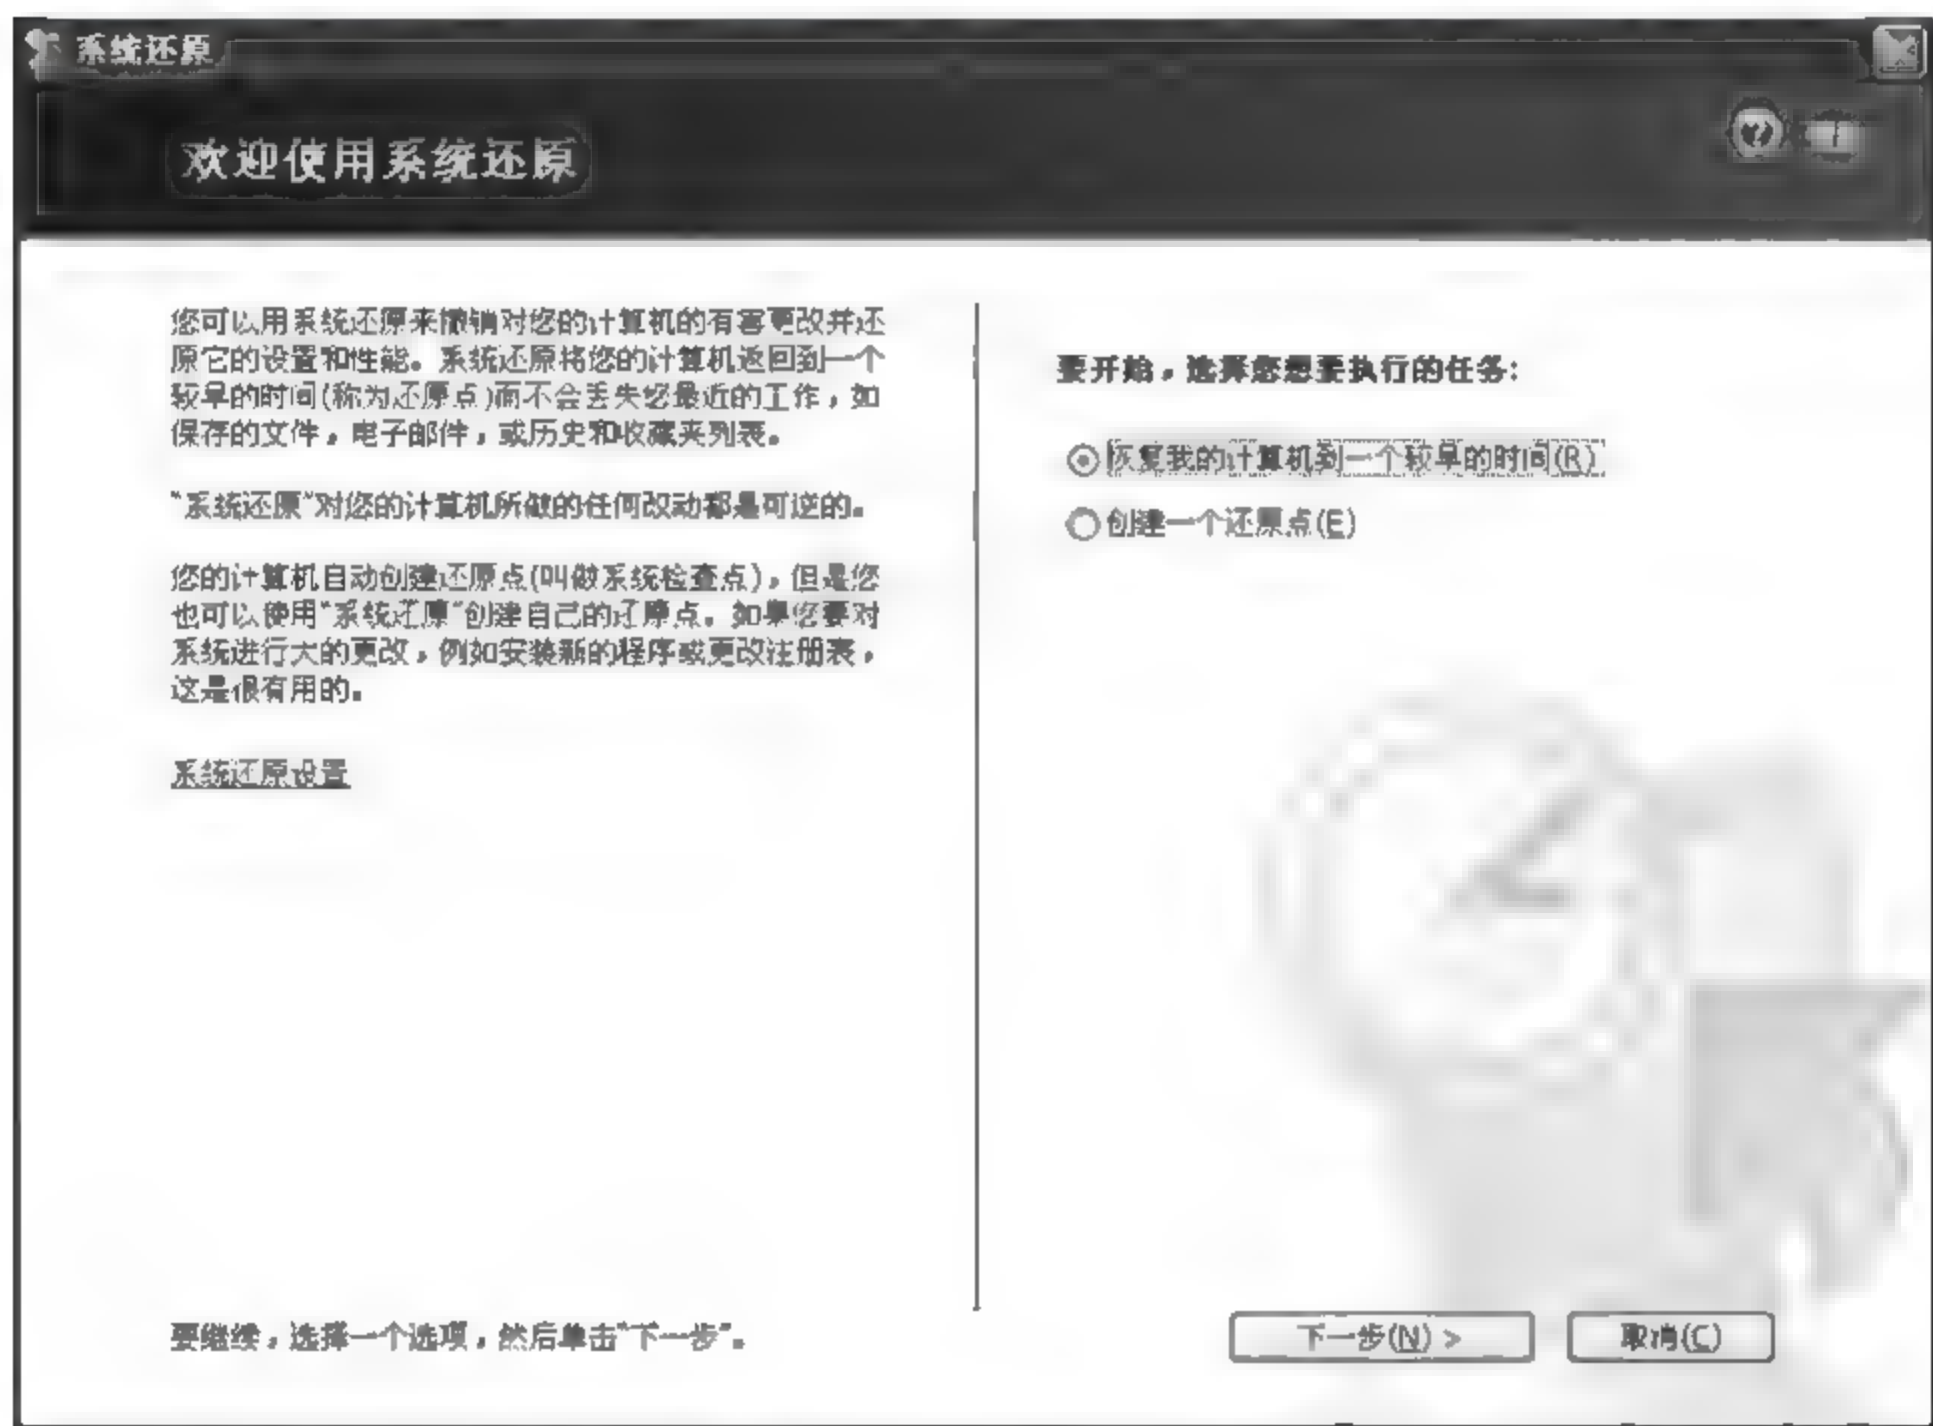 系统还原
欢迎使用系统还原
您可以用系统还原来撤销对您的计算机的有害更改并还
原它的设置和性能。系统还原将您的计算机返回到一个
较早的时间(称为还原点)而不会丢失您最近的工作，如
保存的文件，电子邮件，或历史和收藏夹列表。
“系统还原”对您的计算机所做的任何改动都是可逆的。
您的计算机自动创建还原点(叫做系统检查点)，但是您
也可以使用“系统还原”创建自己的还原点。如果您要对
系统进行大的更改，例如安装新的程序或更改注册表，
这是很有用的。
系统还原设置
要继续，选择一个选项，然后单击“下一步”。
要开始，选择您想要执行的任务:
恢复我的计算机到一个较早的时间(R)
创建一个还原点(E)
下一步(N) >
取消(C)